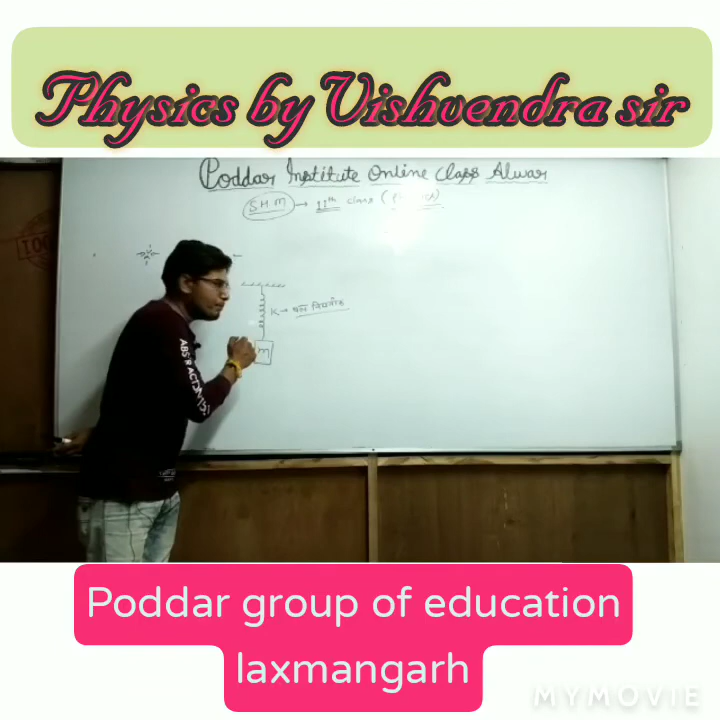 Physics by Vishvendra sir
Poddar Institute Online Class Alwar
SHM → 11th class
K → बल नियतांक
m
ABSTRACTOMISI
Poddar group of education
laxmangarh
MYMOVIE